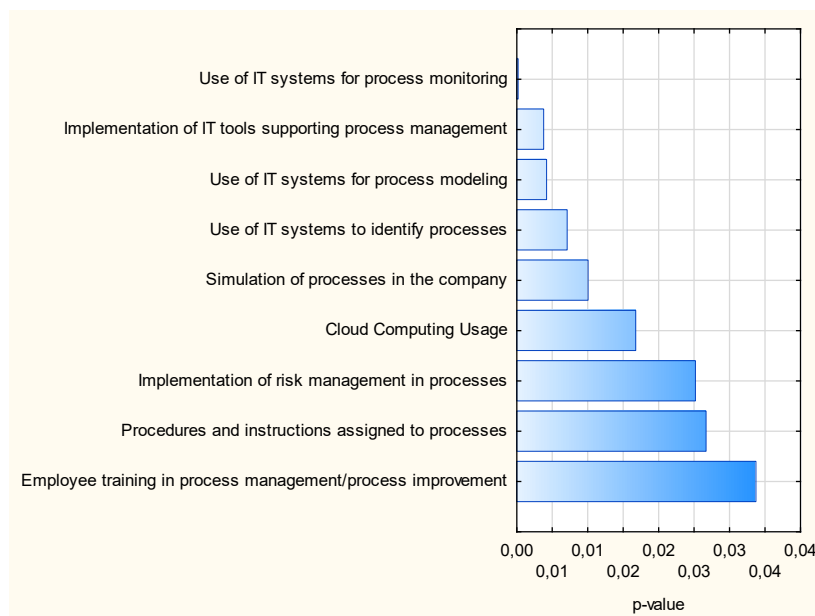 Use of IT systems for process monitoring
Implementation of IT tools supporting process management
Use of IT systems for process modeling
Use of IT systems to identify processes
Simulation of processes in the company
Cloud Computing Usage
Implementation of risk management in processes
Procedures and instructions assigned to processes
Employee training in process management/process improvement
0,00 0,01 0,02 0,03 0,04
0,01 0,02 0,03 0,04
p-value